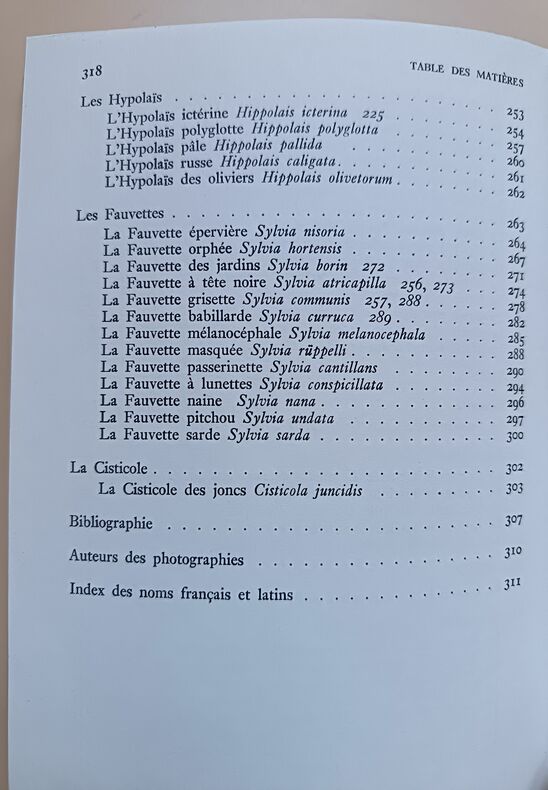 318 TABLE DES MATIÈRES
Les Hypolaïs . . . . . . . . . . . . . . . . . . . . 253
L'Hypolaïs ictérine Hippolais icterina 225 . . . . . . . 254
L'Hypolaïs polyglotte Hippolais polyglotta . . . . . . . 257
L'Hypolaïs pâle Hippolais pallida . . . . . . . . . 260
L'Hypolaïs russe Hippolais caligata . . . . . . . . . 261
L'Hypolaïs des oliviers Hippolais olivetorum . . . . . . 262
Les Fauvettes . . . . . . . . . . . . . . . . . . . 263
La Fauvette épervière Sylvia nisoria . . . . . . . . . 264
La Fauvette orphée Sylvia hortensis . . . . . . . . . 267
La Fauvette des jardins Sylvia borin 272 . . . . . . . 271
La Fauvette à tête noire Sylvia atricapilla 256, 273 . . . 274
La Fauvette grisette Sylvia communis 257, 288 . . . . . 278
La Fauvette babillarde Sylvia curruca 289 . . . . . . . 282
La Fauvette mélanocéphale Sylvia melanocephala . . . . 285
La Fauvette masquée Sylvia rüppelli . . . . . . . . . 288
La Fauvette passerinette Sylvia cantillans . . . . . . . 290
La Fauvette à lunettes Sylvia conspicillata . . . . . . . 294
La Fauvette naine Sylvia nana . . . . . . . . . . . 296
La Fauvette pitchou Sylvia undata . . . . . . . . . . 297
La Fauvette sarde Sylvia sarda . . . . . . . . . . . 300
La Cisticole . . . . . . . . . . . . . . . . . . . . 302
La Cisticole des joncs Cisticola juncidis . . . . . . . . 303
Bibliographie . . . . . . . . . . . . . . . . . . . 307
Auteurs des photographies . . . . . . . . . . . . . . 310
Index des noms français et latins . . . . . . . . . . . 311